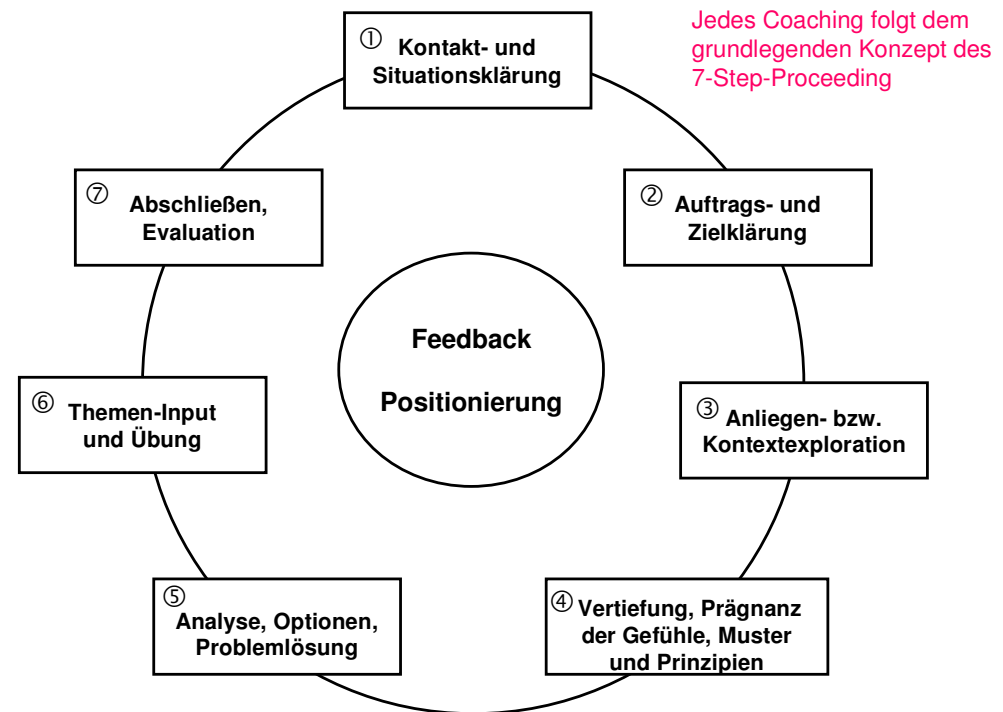 Jedes Coaching folgt dem
grundlegenden Konzept des
7-Step-Proceeding
① Kontakt- und
Situationsklärung
② Auftrags- und
Zielklärung
③ Anliegen- bzw.
Kontextexploration
④ Vertiefung, Prägnanz
der Gefühle, Muster
und Prinzipien
⑤
Analyse, Optionen,
Problemlösung
⑥ Themen-Input
und Übung
⑦ Abschließen,
Evaluation
Feedback
Positionierung